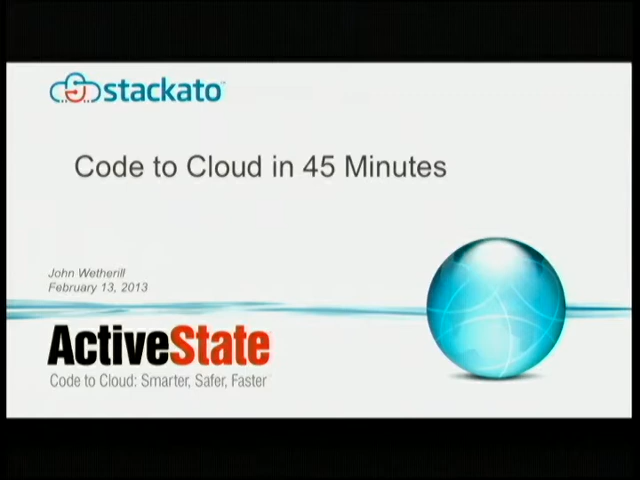 stackato
Code to Cloud in 45 Minutes
John Wetherill
February 13, 2013
ActiveState
Code to Cloud: Smarter, Safer, Faster